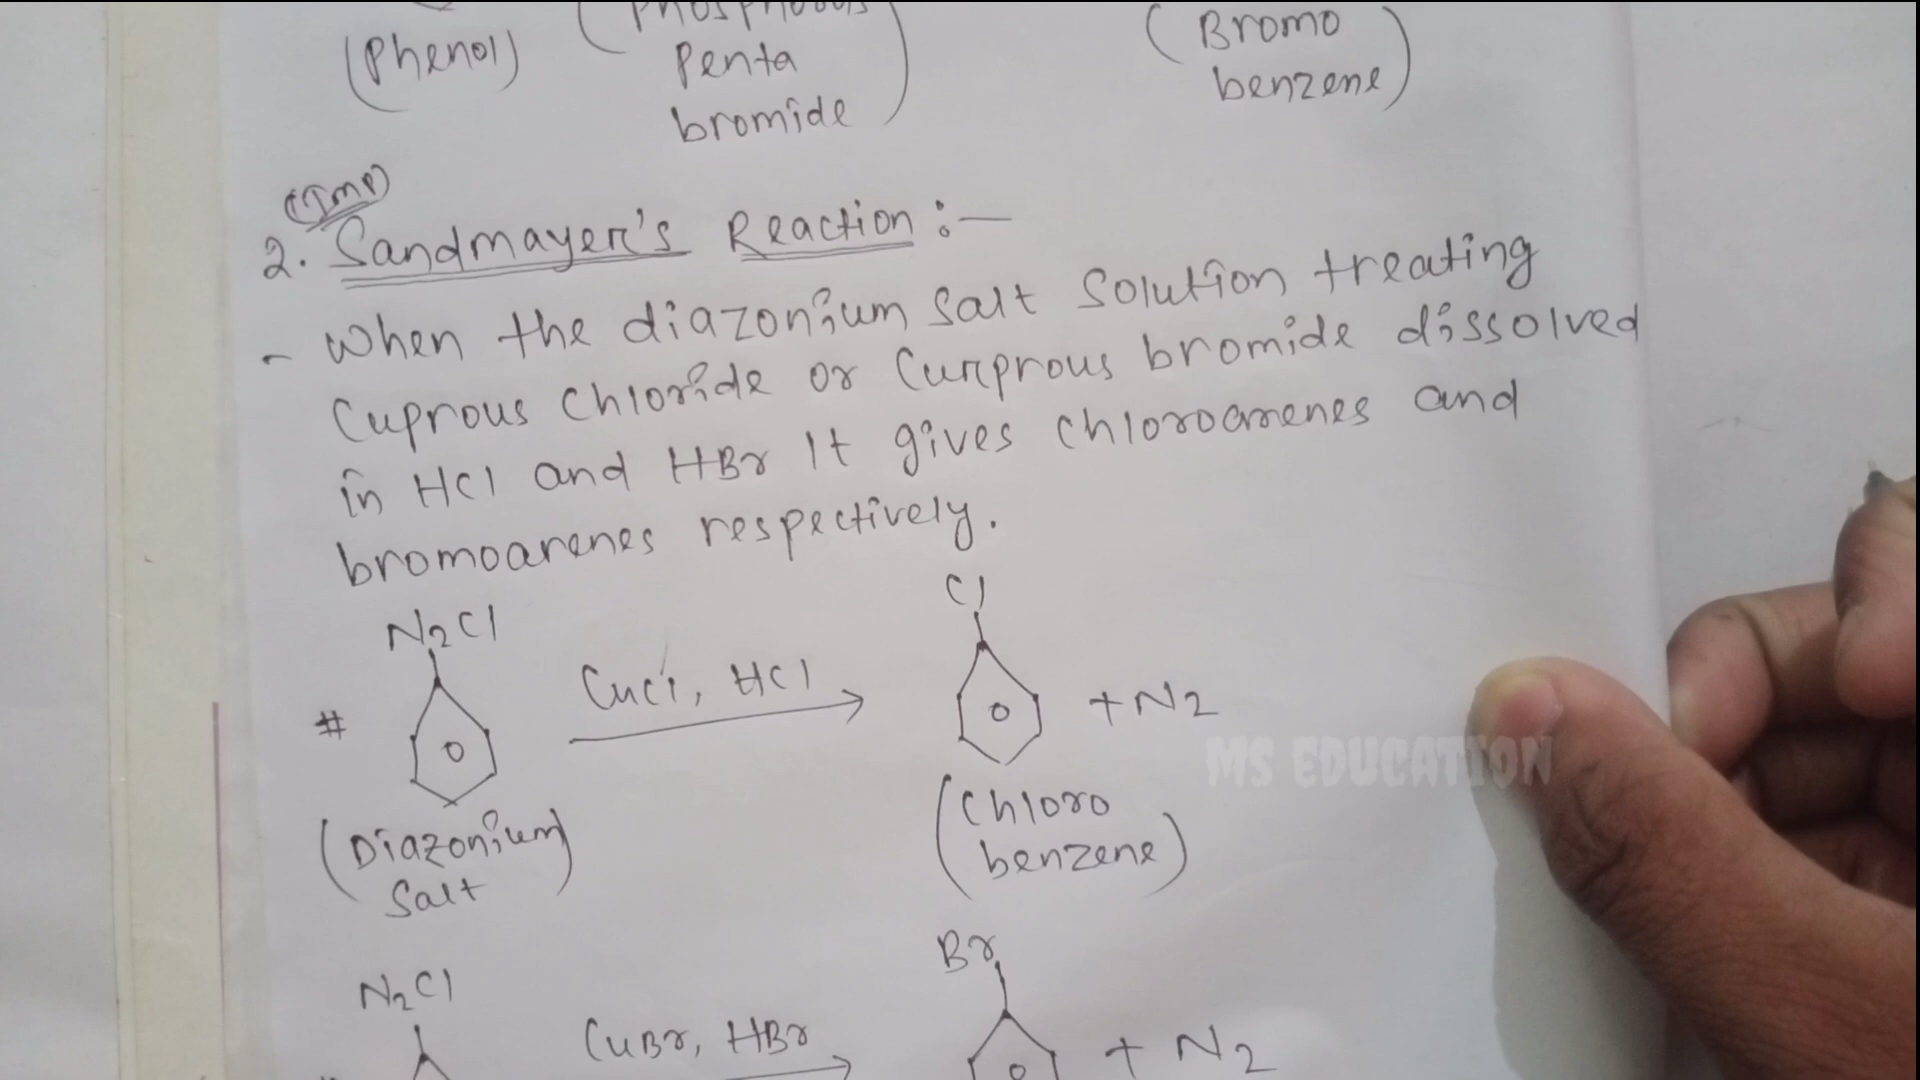 (Phenol)
(Phosphorus
Penta
bromide)
(Bromo
benzene)
(Imp)
2. Sandmayer's Reaction :-
- When the diazonium salt solution treating
Cuprous chloride or Curprous bromide dissolved
in HCl and HBr It gives chloroarenes and
bromoarenes respectively.
N2Cl
# CuCl, HCl
Cl
+ N2
(Diazonium
Salt)
(Chloro
benzene)
MS EDUCATION
N2Cl
CuBr, HBr
Br
+ N2